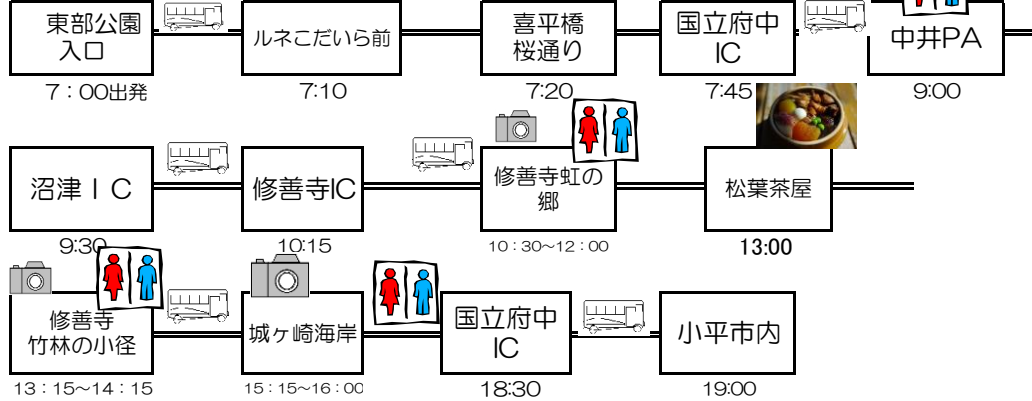 東部公園
入口
ルネこだいら前
喜平橋
桜通り
国立府中
IC
中井PA
7：00出発
7:10
7:20
7:45
9:00
沼津ＩＣ
修善寺IC
修善寺虹の
郷
松葉茶屋
9:30
10:15
10：30～12：00
13:00
修善寺
竹林の小径
城ヶ崎海岸
国立府中
IC
小平市内
13：15～14：15
15：15～16：00
18:30
19:00